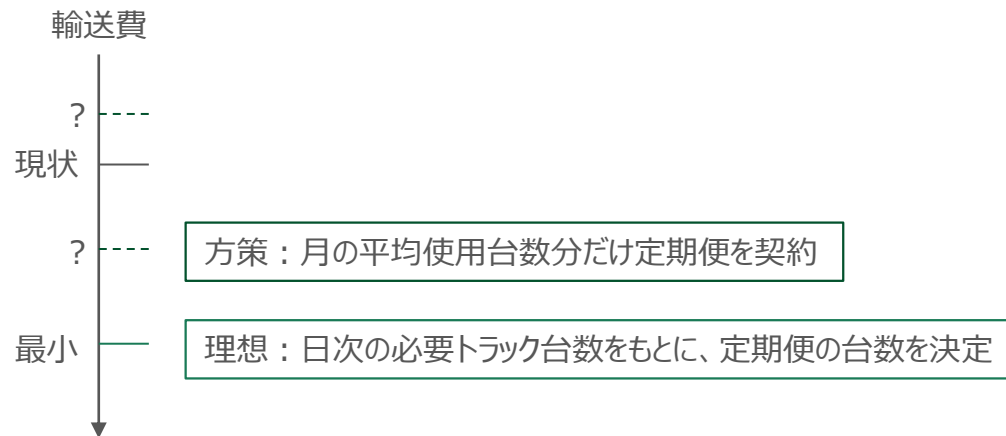 輸送費
?
現状
?
方策：月の平均使用台数分だけ定期便を契約
最小
理想：日次の必要トラック台数をもとに、定期便の台数を決定